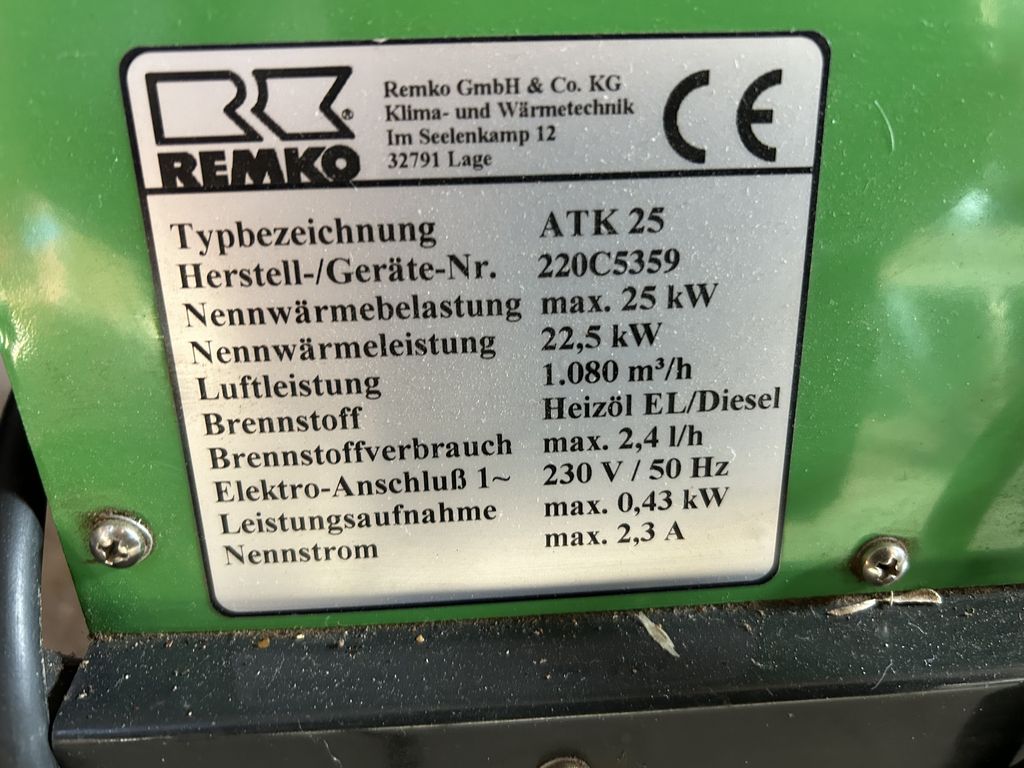 REMKO
Remko GmbH & Co. KG
Klima- und Wärmetechnik
Im Seelenkamp 12
32791 Lage
CE
Typbezeichnung ATK 25
Herstell-/Geräte-Nr. 220C5359
Nennwärmebelastung max. 25 kW
Nennwärmeleistung 22,5 kW
Luftleistung 1.080 m³/h
Brennstoff Heizöl EL/Diesel
Brennstoffverbrauch max. 2,4 l/h
Elektro-Anschluß 1~ 230 V / 50 Hz
Leistungsaufnahme max. 0,43 kW
Nennstrom max. 2,3 A